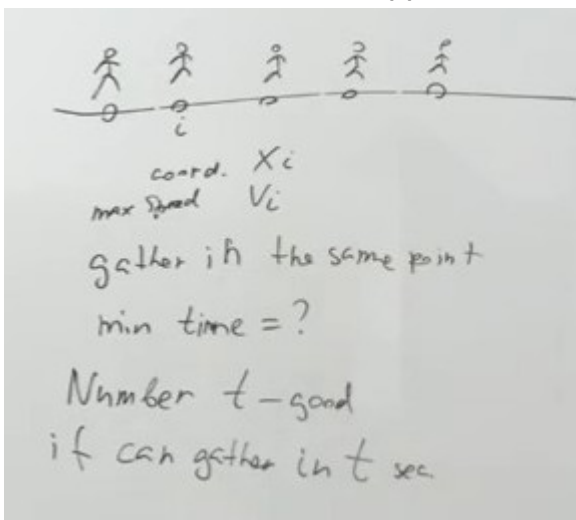 i
coord. Xi
max speed Vi
gather in the same point
min time = ?
Number t - good
if can gather in t sec